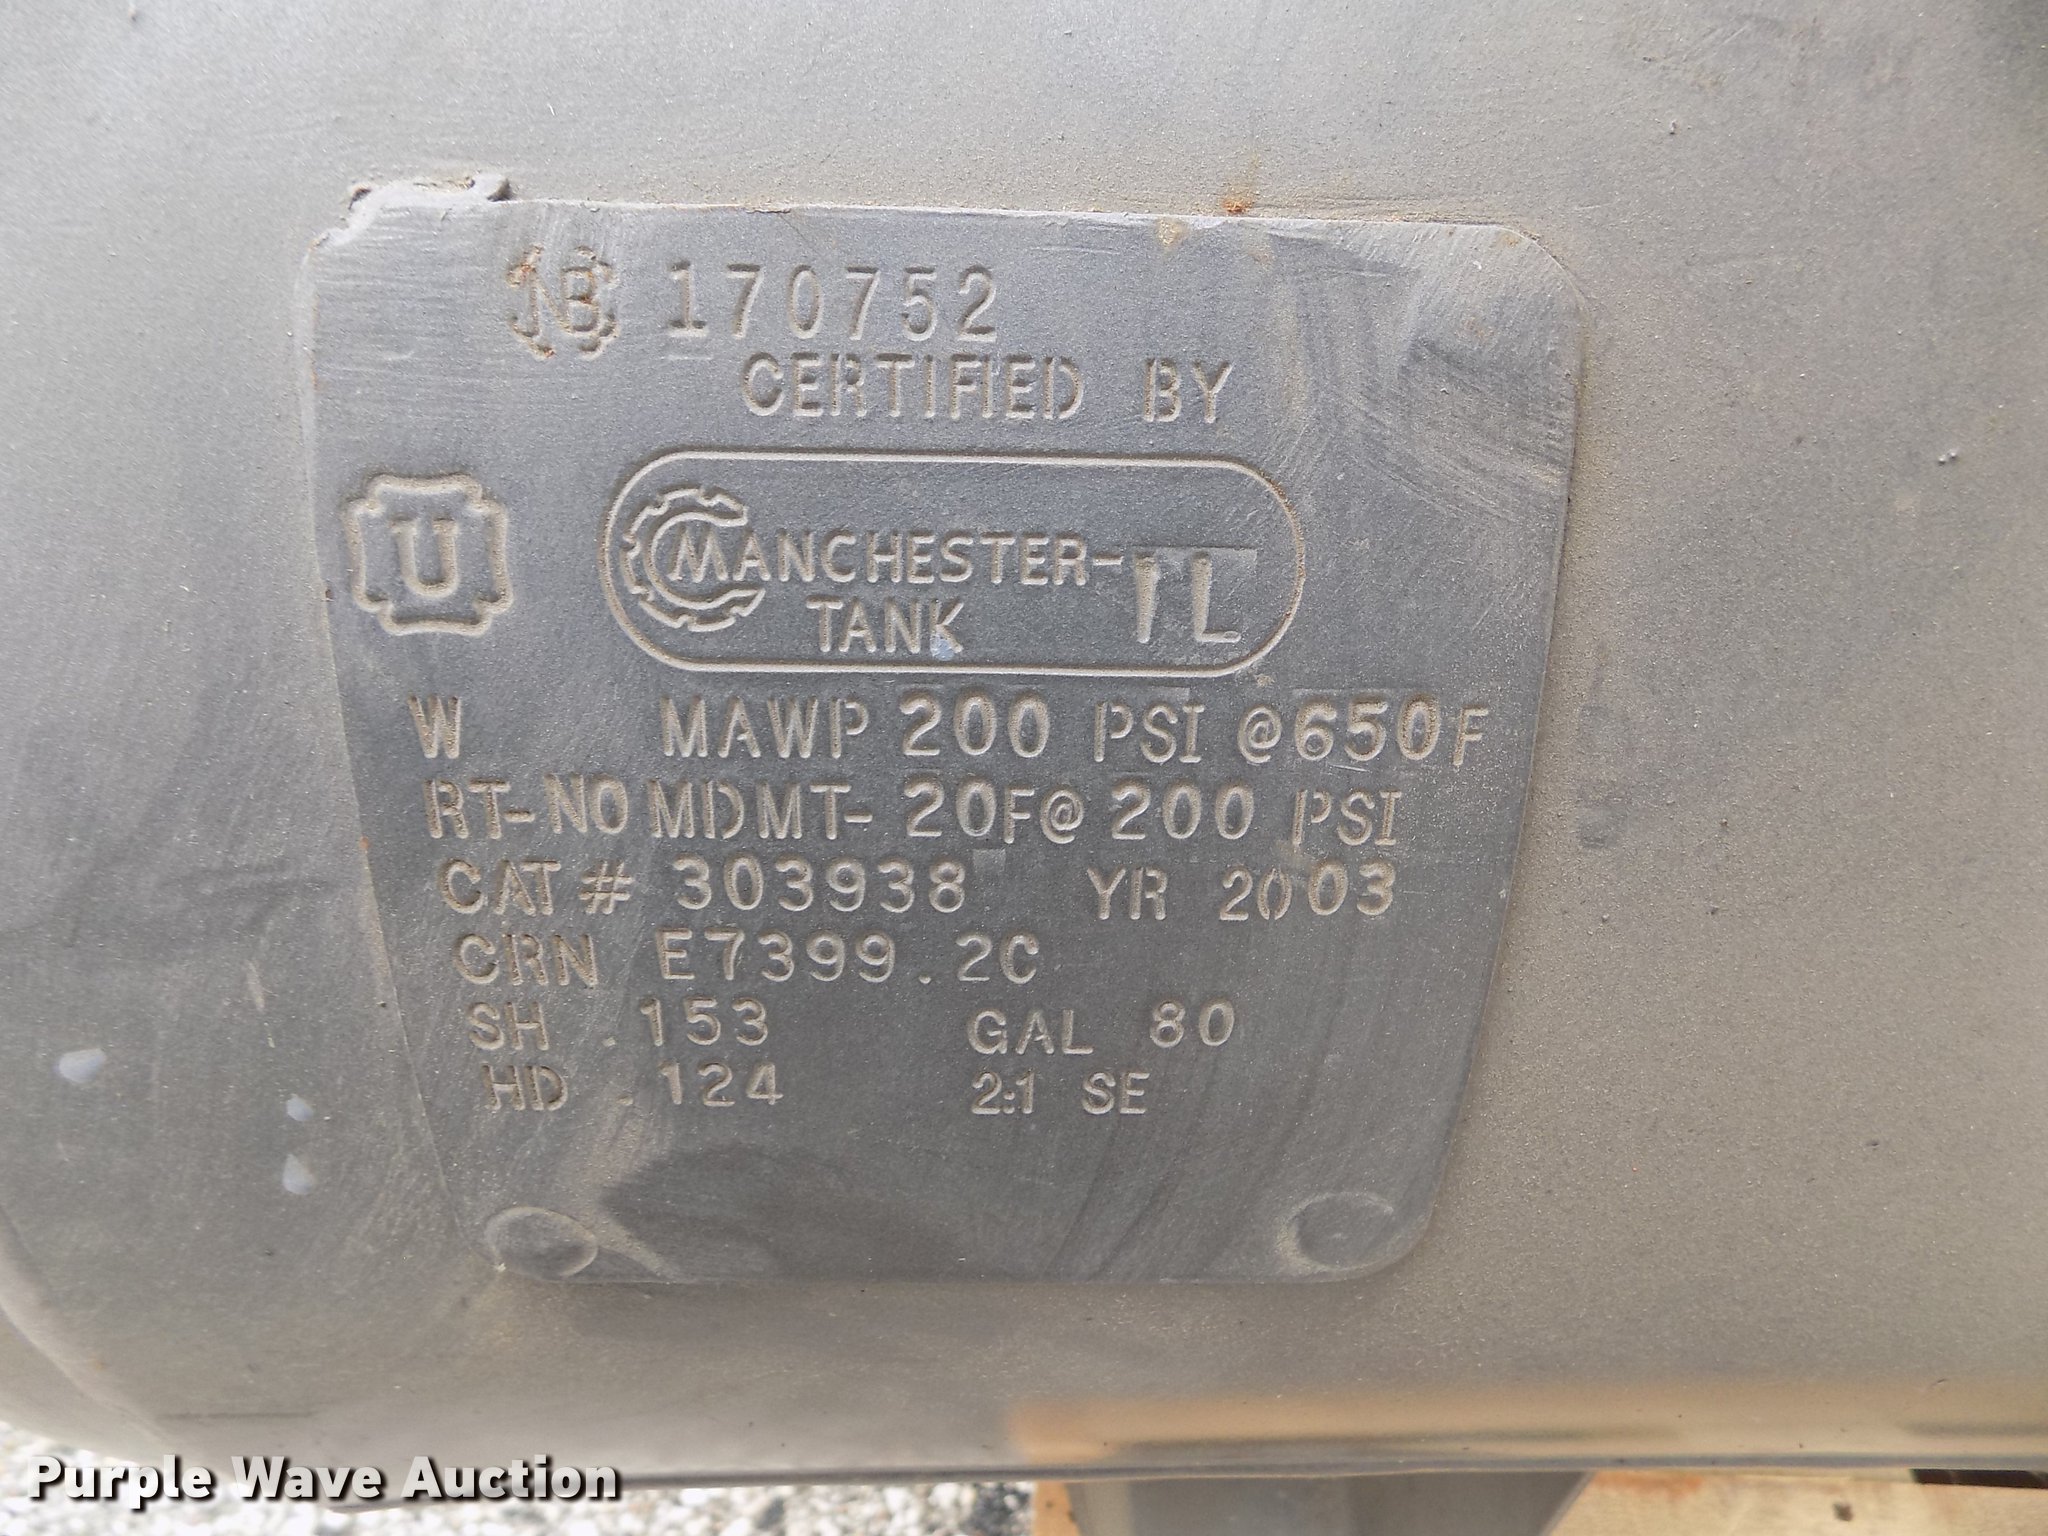 NB 170752
CERTIFIED BY
U
MANCHESTER- IL
TANK
W MAWP 200 PSI @ 650 F
RT-NO MDMT- 20F@ 200 PSI
CAT # 303938 YR 2003
CRN E7399.2C
SH .153 GAL 80
HD .124 2:1 SE
Purple Wave Auction